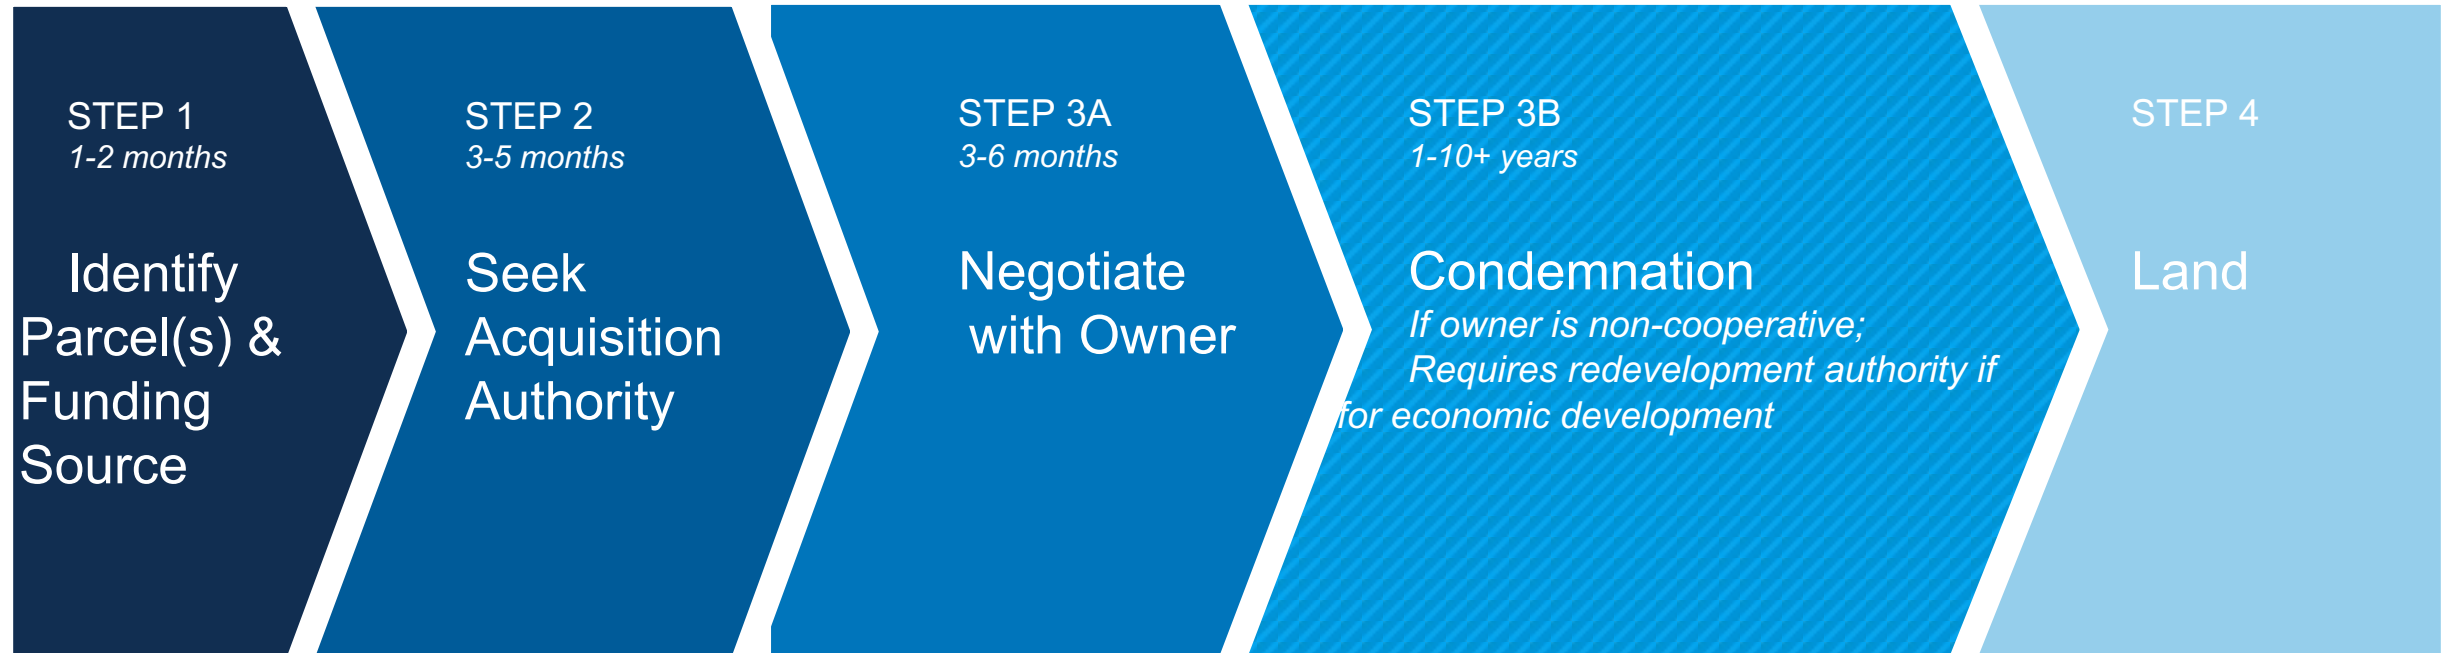 STEP 1
1-2 months
Identify
Parcel(s) &
Funding
Source
STEP 2
3-5 months
Seek
Acquisition
Authority
STEP 3A
3-6 months
Negotiate
with Owner
STEP 3B
1-10+ years
Condemnation
If owner is non-cooperative;
Requires redevelopment authority if
for economic development
STEP 4
Land